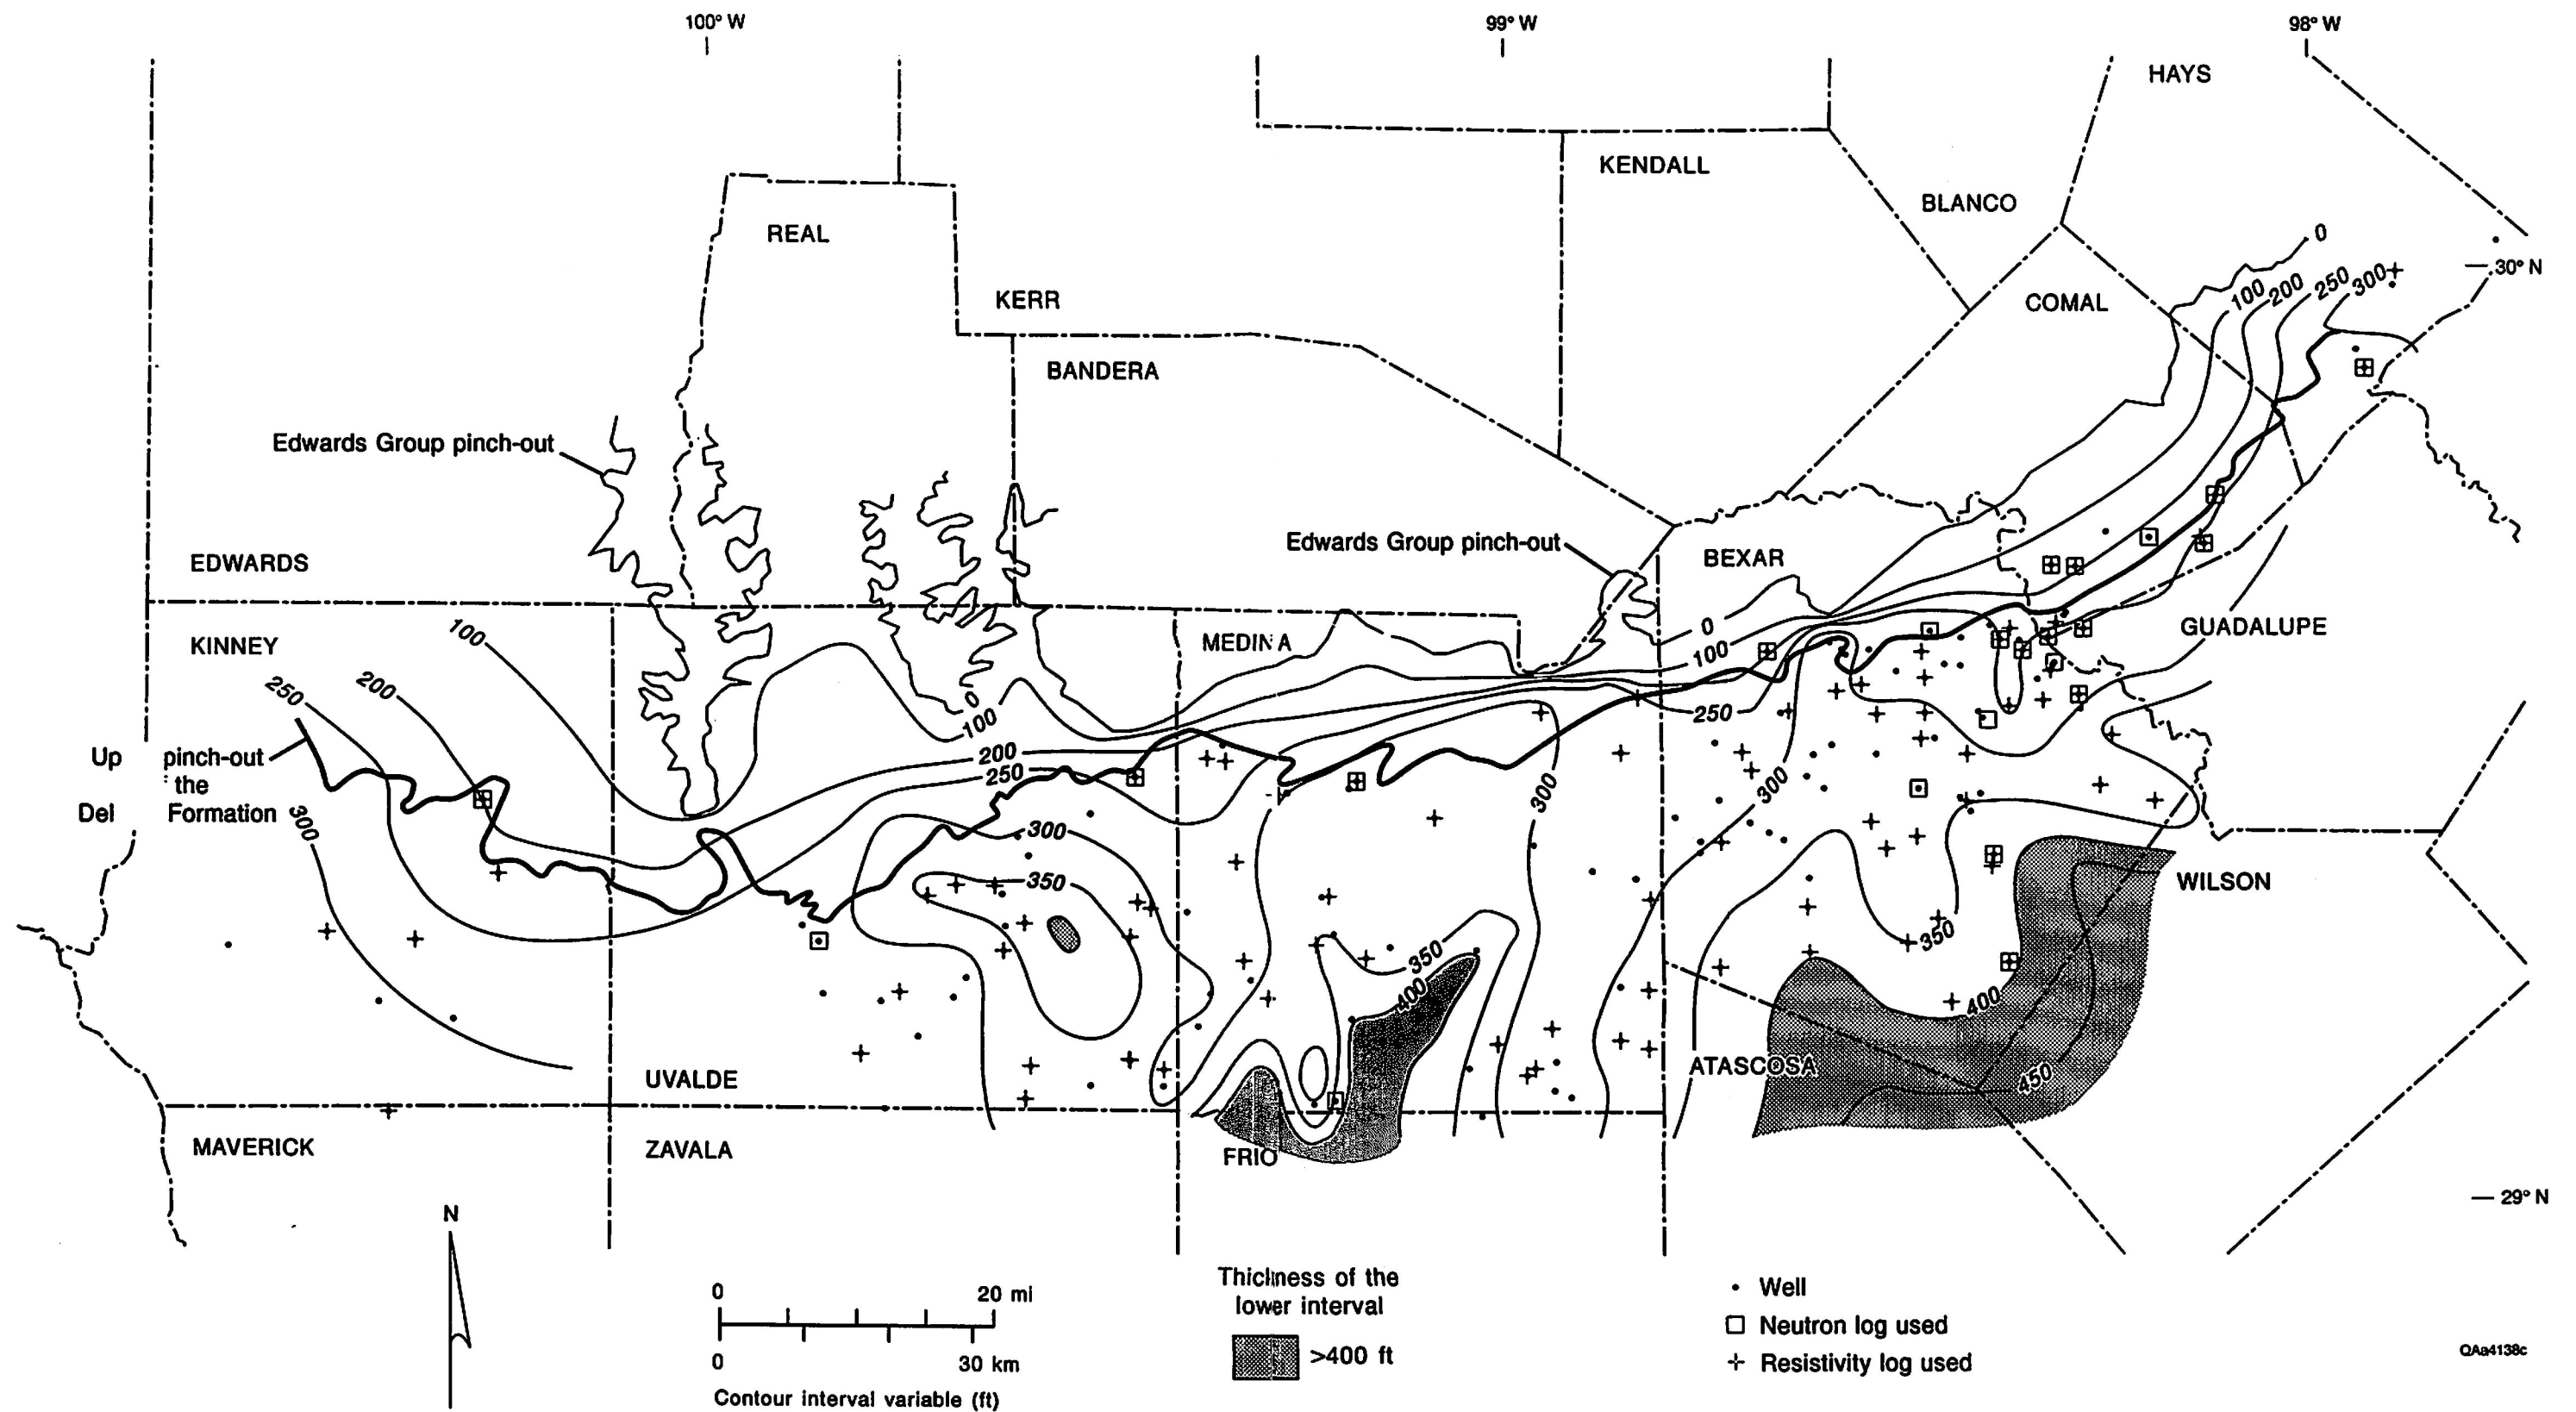 100° W
99° W
98° W
HAYS
KENDALL
BLANCO
REAL
0
30° N
KERR
100
200
250
300
COMAL
BANDERA
Edwards Group pinch-out
Edwards Group pinch-out
EDWARDS
BEXAR
KINNEY
100
MEDINA
0
GUADALUPE
100
250
200
0
100
250
200
250
Up pinch-out
the
Del Formation
300
300
300
300
350
WILSON
350
350
400
400
ATASCOSA
450
UVALDE
MAVERICK
ZAVALA
FRIO
29° N
N
0 20 mi
0 30 km
Contour interval variable (ft)
Thickness of the
lower interval
>400 ft
Well
Neutron log used
Resistivity log used
QAa4138c